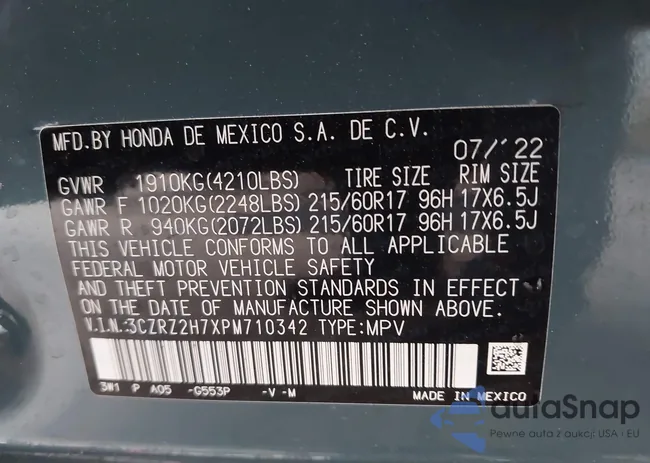 MFD.BY HONDA DE MEXICO S.A. DE C.V.
07/'22
GVWR 1910KG(4210LBS) TIRE SIZE RIM SIZE
GAWR F 1020KG(2248LBS) 215/60R17 96H 17X6.5J
GAWR R 940KG(2072LBS) 215/60R17 96H 17X6.5J
THIS VEHICLE CONFORMS TO ALL APPLICABLE
FEDERAL MOTOR VEHICLE SAFETY
AND THEFT PREVENTION STANDARDS IN EFFECT
ON THE DATE OF MANUFACTURE SHOWN ABOVE.
V.I.N.:3CZRZ2H7XPM710342 TYPE:MPV
3W1 P A05 -G553P -V -M
MADE IN MEXICO
autaSnap
Pewne auta z aukcji USA i EU